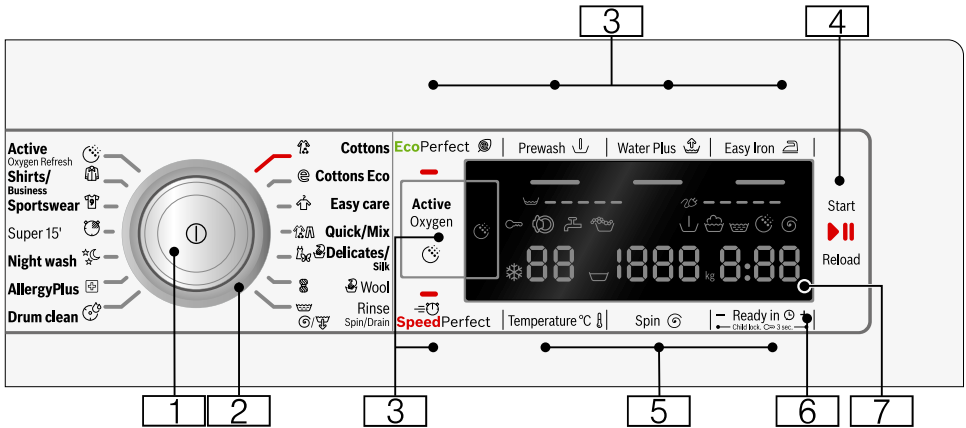 3
4
Active
Oxygen Refresh
Shirts/
Business
Sportswear
Super 15'
Night wash
AllergyPlus
Drum clean
Cottons
Cottons Eco
Easy care
Quick/Mix
Delicates/
Silk
Wool
Rinse
Spin/Drain
EcoPerfect
Prewash
Water Plus
Easy Iron
Active
Oxygen
88 1888 kg 8:88
SpeedPerfect
Temperature °C
Spin
– Ready in +
Child lock. 3 sec.
Start
Reload
1
2
3
5
6
7